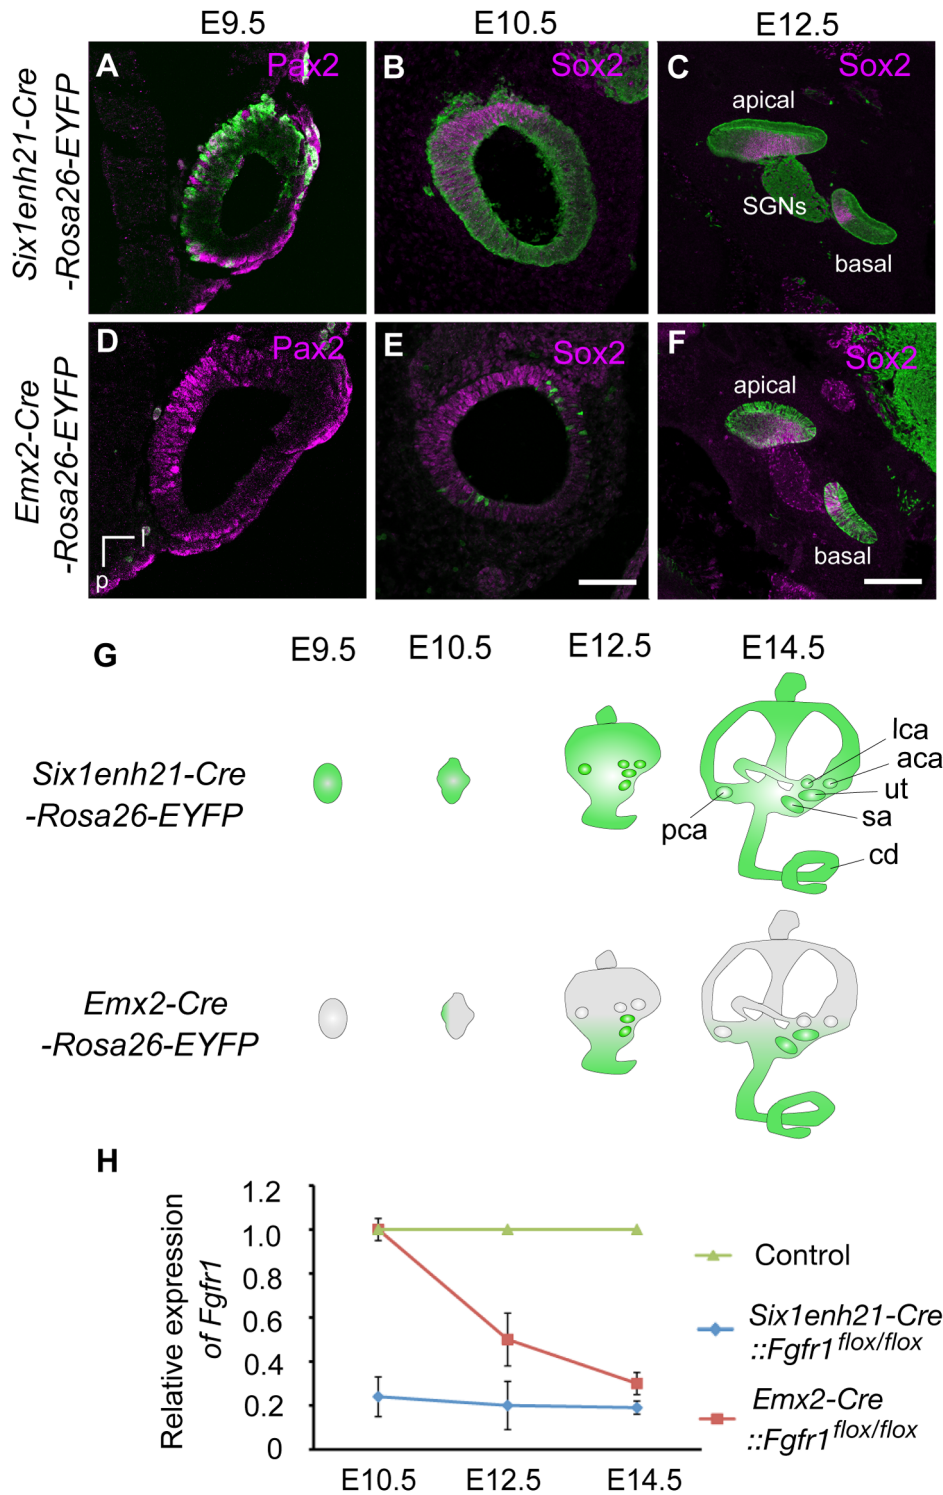 E9.5 E10.5 E12.5
Six1enh21-Cre
-Rosa26-EYFP
A Pax2
B Sox2
C Sox2
apical
SGNs
basal
Emx2-Cre
-Rosa26-EYFP
D Pax2
l
p
E Sox2
F Sox2
apical
basal
G E9.5 E10.5 E12.5 E14.5
Six1enh21-Cre
-Rosa26-EYFP
lca
aca
ut
sa
pca
cd
Emx2-Cre
-Rosa26-EYFP
H
Relative expression
of Fgfr1
1.2
1.0
0.8
0.6
0.4
0.2
0
E10.5 E12.5 E14.5
Control
Six1enh21-Cre
::Fgfr1flox/flox
Emx2-Cre
::Fgfr1flox/flox